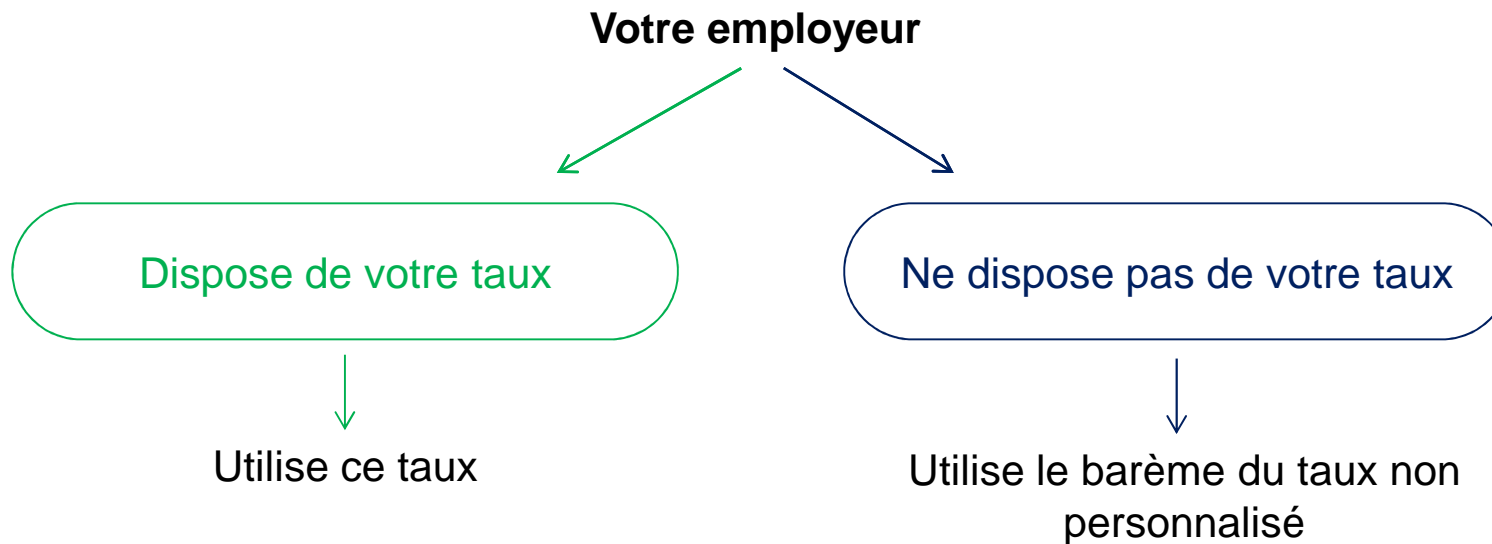 Votre employeur
Dispose de votre taux
Ne dispose pas de votre taux
Utilise ce taux
Utilise le barème du taux non
personnalisé